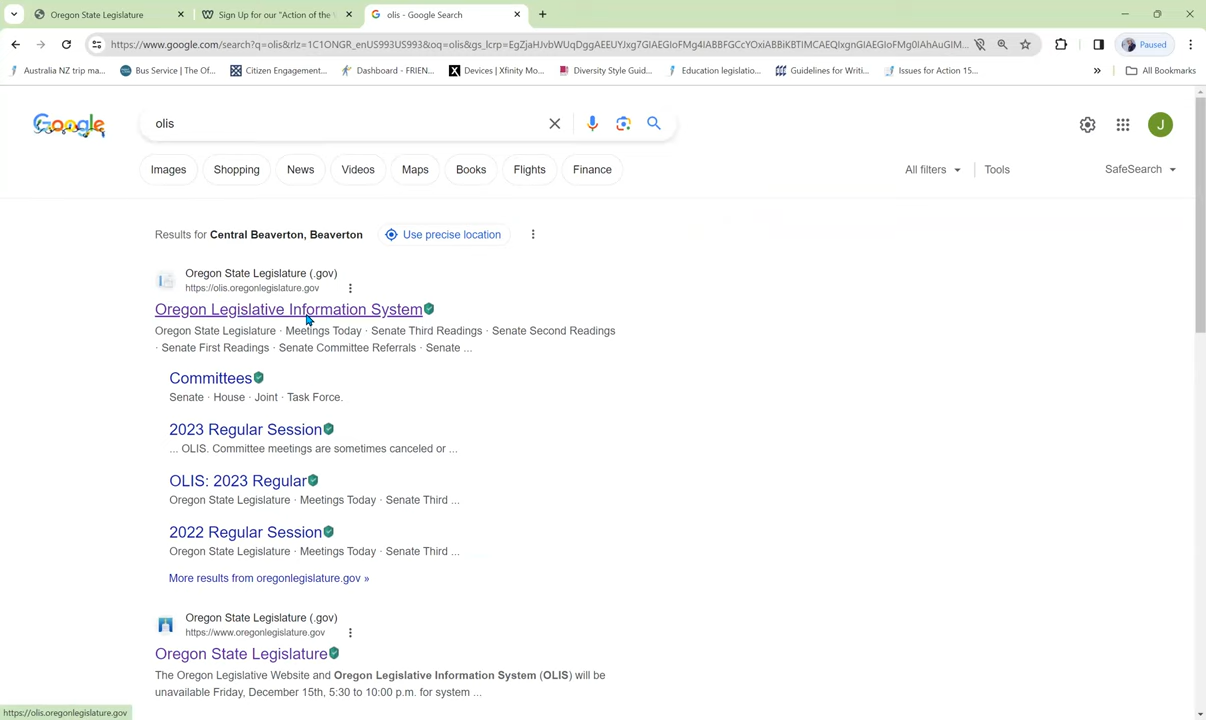 Oregon State Legislature
Sign Up for our "Action of the
olis - Google Search
https://www.google.com/search?q=olis&rlz=1C1ONGR_enUS993US993&oq=olis&gs_lcrp=
Paused
Australia NZ trip ma...
Bus Service | The Of...
Citizen Engagement...
Dashboard - FRIEN...
Devices | Xfinity Mo...
Diversity Style Guid...
Education legislatio...
Guidelines for Writi...
Issues for Action 15...
»
All Bookmarks
Google
olis
J
Images
Shopping
News
Videos
Maps
Books
Flights
Finance
All filters
Tools
SafeSearch
Results for Central Beaverton, Beaverton
Use precise location
Oregon State Legislature (.gov)
https://olis.oregonlegislature.gov
Oregon Legislative Information System
Oregon State Legislature · Meetings Today · Senate Third Readings · Senate Second Readings
· Senate First Readings · Senate Committee Referrals · Senate ...
Committees
Senate · House · Joint · Task Force.
2023 Regular Session
... OLIS. Committee meetings are sometimes canceled or ...
OLIS: 2023 Regular
Oregon State Legislature · Meetings Today · Senate Third ...
2022 Regular Session
Oregon State Legislature · Meetings Today · Senate Third ...
More results from oregonlegislature.gov »
Oregon State Legislature (.gov)
https://www.oregonlegislature.gov
Oregon State Legislature
The Oregon Legislative Website and Oregon Legislative Information System (OLIS) will be
unavailable Friday, December 15th, 5:30 to 10:00 p.m. for system ...
https://olis.oregonlegislature.gov